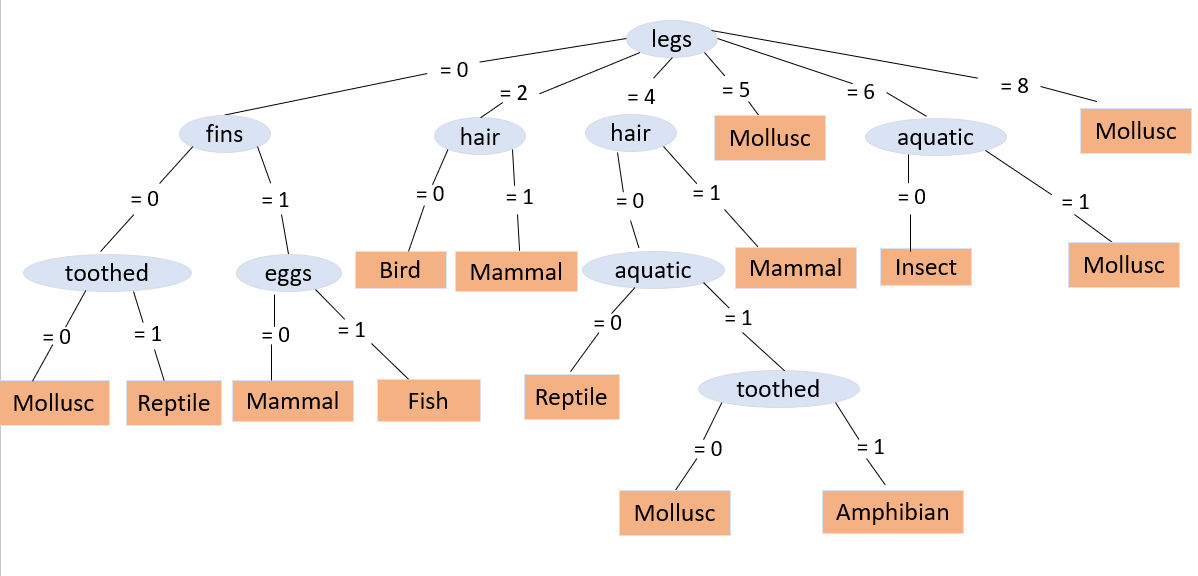 legs
= 0
= 2
= 4
= 5
= 6
= 8
fins
hair
hair
Mollusc
aquatic
Mollusc
= 0
= 1
= 0
= 1
= 0
= 1
= 0
= 1
toothed
eggs
Bird
Mammal
aquatic
Mammal
Insect
Mollusc
= 0
= 1
= 0
= 1
= 0
= 1
Mollusc
Reptile
Mammal
Fish
Reptile
toothed
= 0
= 1
Mollusc
Amphibian